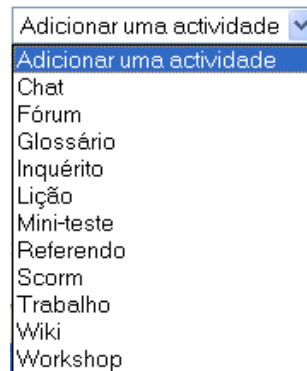 Adicionar uma actividade
Adicionar uma actividade
Chat
Fórum
Glossário
Inquérito
Lição
Mini-teste
Referendo
Scorm
Trabalho
Wiki
Workshop